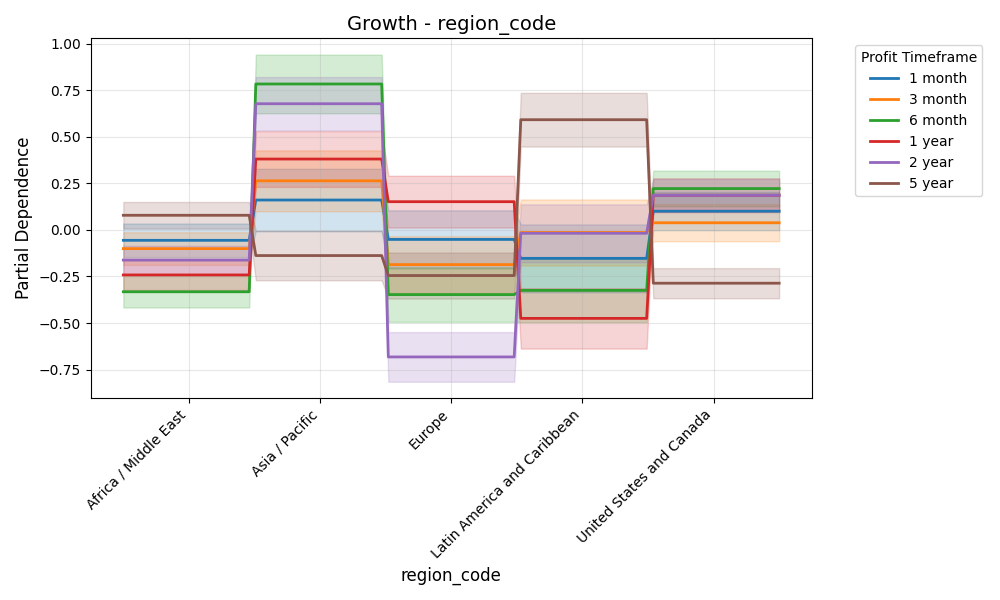 Growth - region_code
Partial Dependence
1.00
0.75
0.50
0.25
0.00
−0.25
−0.50
−0.75
Africa / Middle East
Asia / Pacific
Europe
Latin America and Caribbean
United States and Canada
region_code
Profit Timeframe
1 month
3 month
6 month
1 year
2 year
5 year